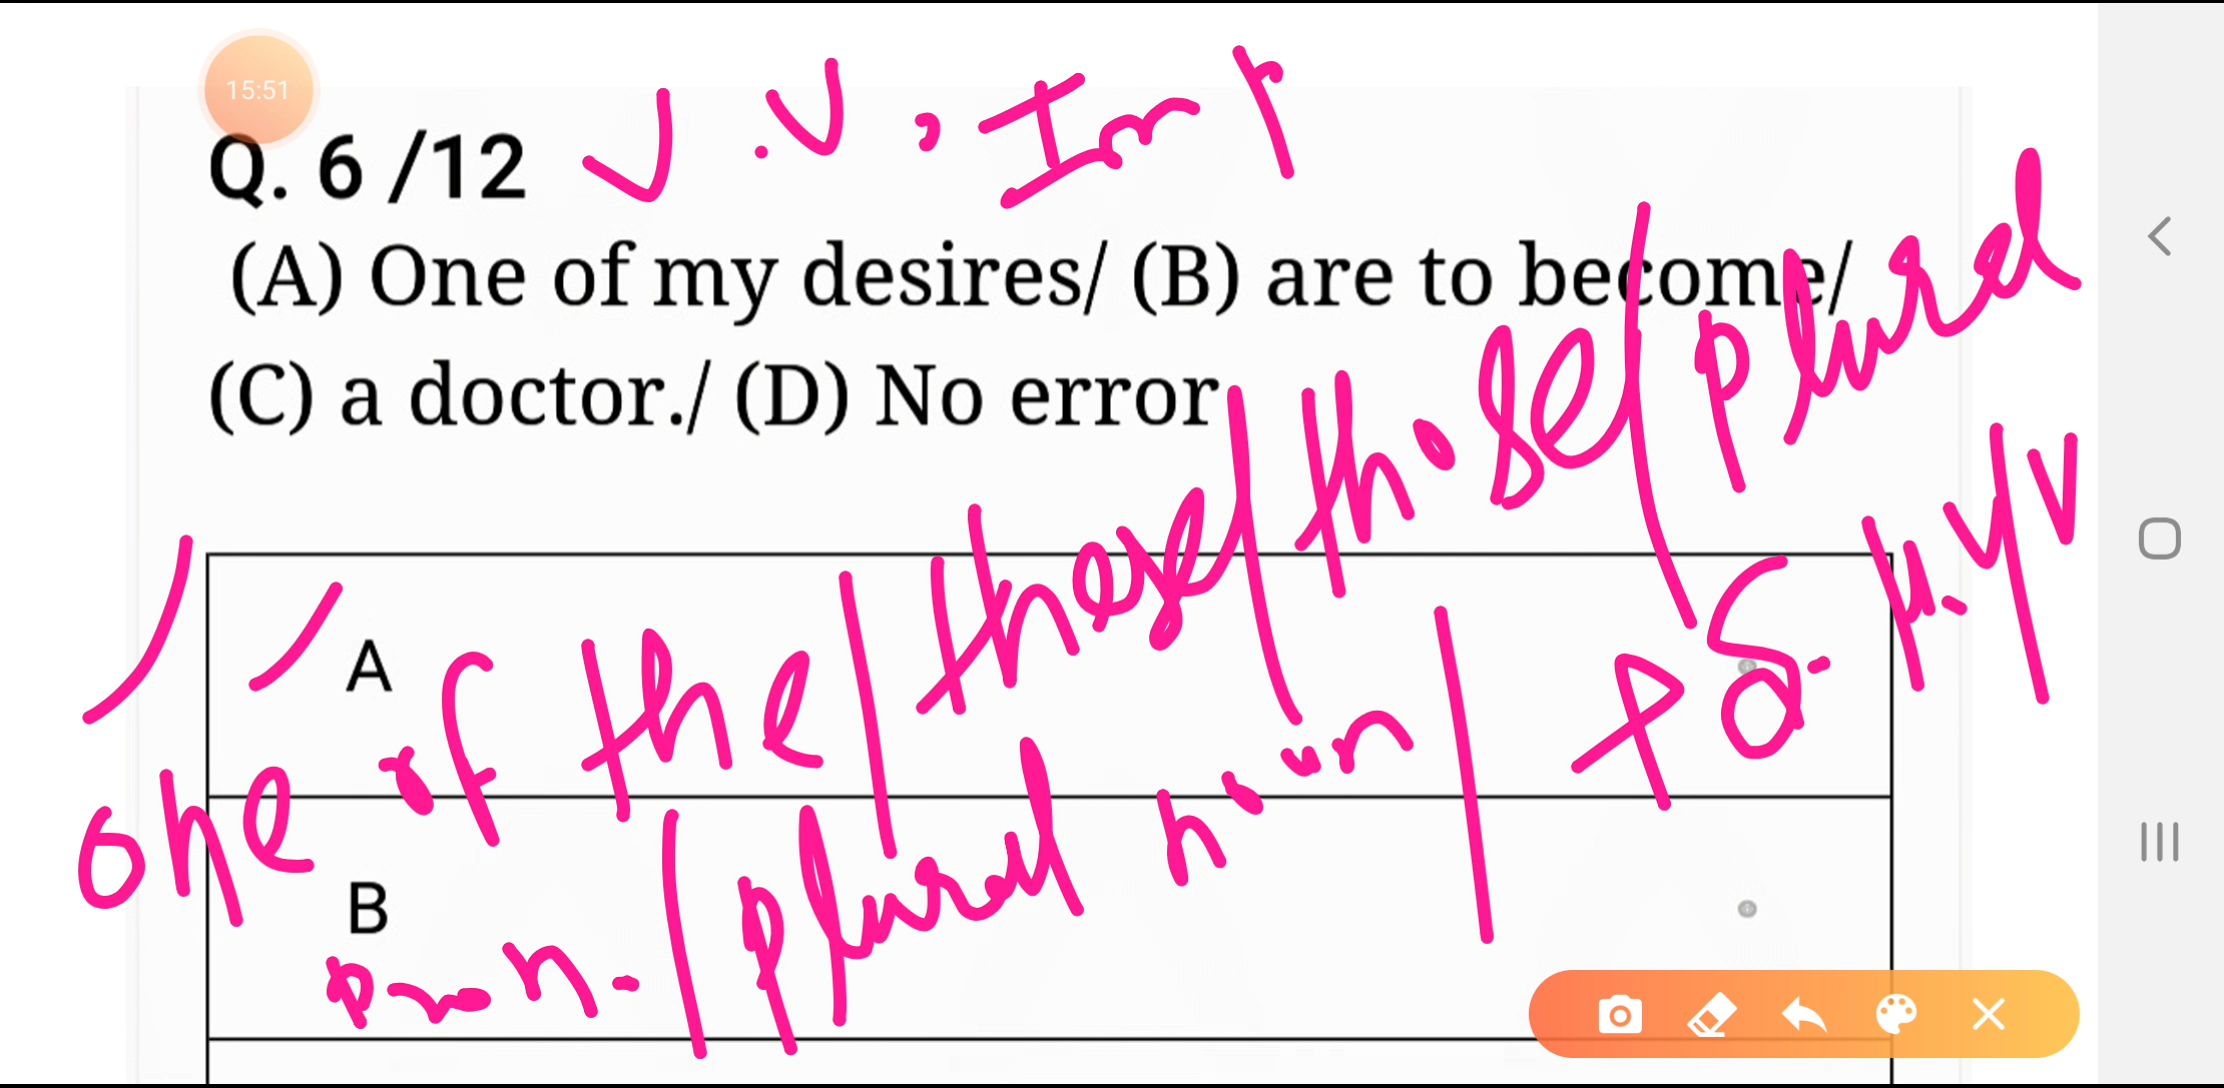 15:51
Q. 6 /12 V.V, Imp
(A) One of my desires/ (B) are to become/
(C) a doctor./ (D) No error
one of the/ these/ those/ plural
A
pron. / plural noun/ + S.
B